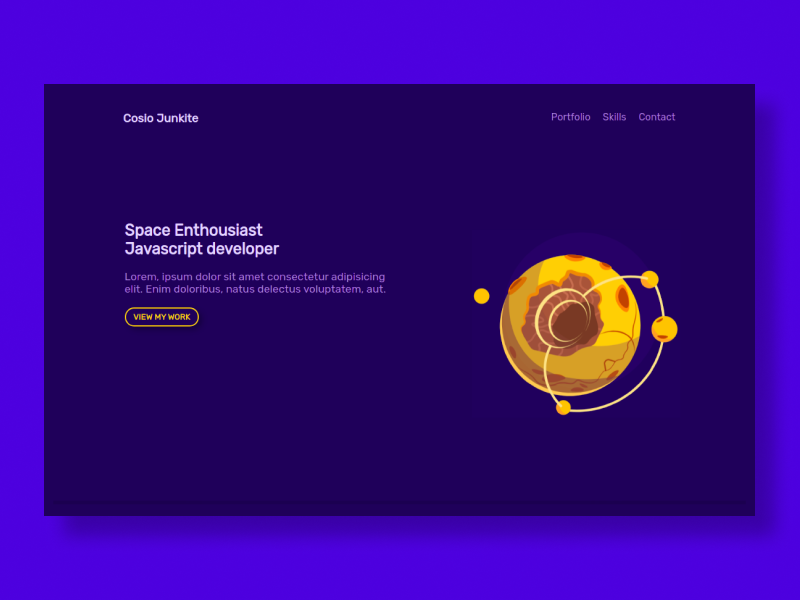 Coslo Junkite
Portfolio Skills Contact
Space Enthousiast
Javascript developer
Lorem, ipsum dolor sit amet consectetur adipisicing
elit. Enim doloribus, natus delectus voluptatem, aut.
VIEW MY WORK